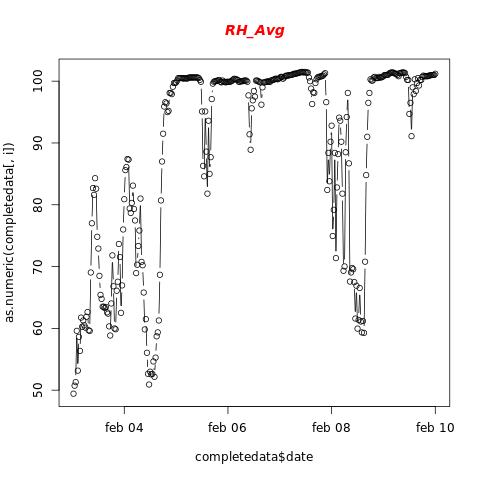 RH_Avg
as.numeric(completedata[, i])
100
90
80
70
60
50
feb 04
feb 06
feb 08
feb 10
completedata$date